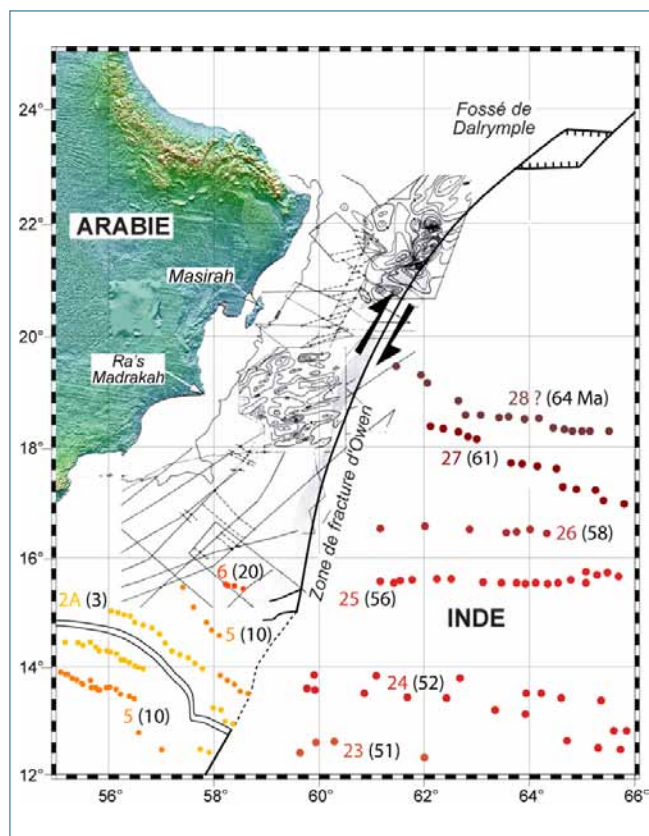 24°
22°
20°
18°
16°
14°
12°
56°
58°
60°
62°
64°
66°
Fossé de
Dalrymple
ARABIE
Masirah
Ra's
Madrakah
Zone de fracture d'Owen
28 ? (64 Ma)
27 (61)
26 (58)
25 (56)
INDE
24 (52)
23 (51)
6 (20)
2A (3)
5 (10)
5 (10)